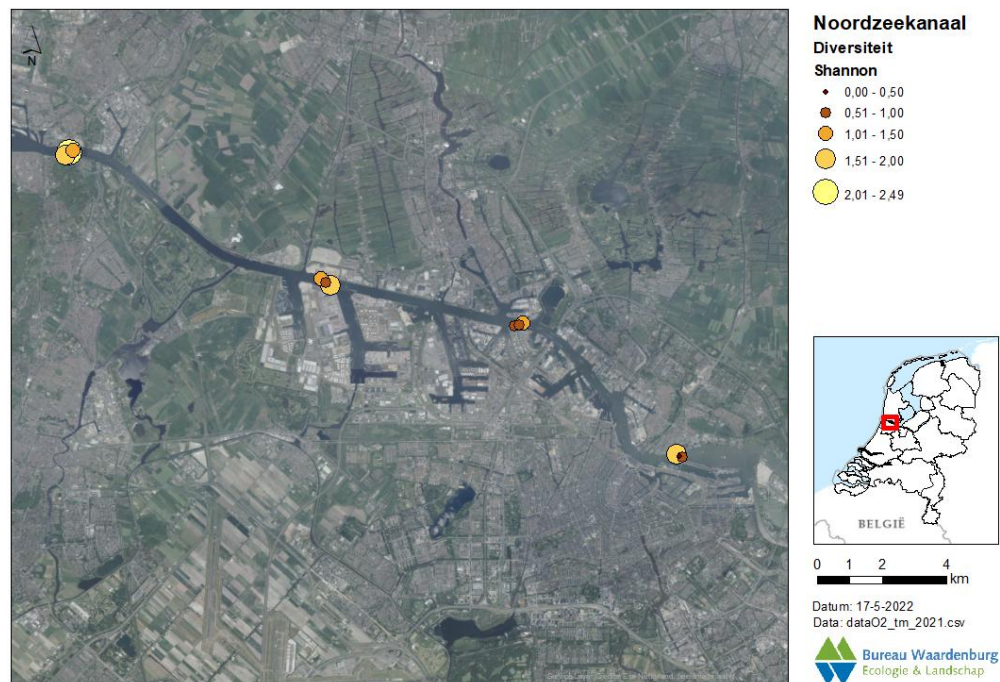 N
Noordzeekanaal
Diversiteit
Shannon
0,00 - 0,50
0,51 - 1,00
1,01 - 1,50
1,51 - 2,00
2,01 - 2,49
BELGIË
0 1 2 4
km
Datum: 17-5-2022
Data: dataO2_tm_2021.csv
Bureau Waardenburg
Ecologie & Landschap